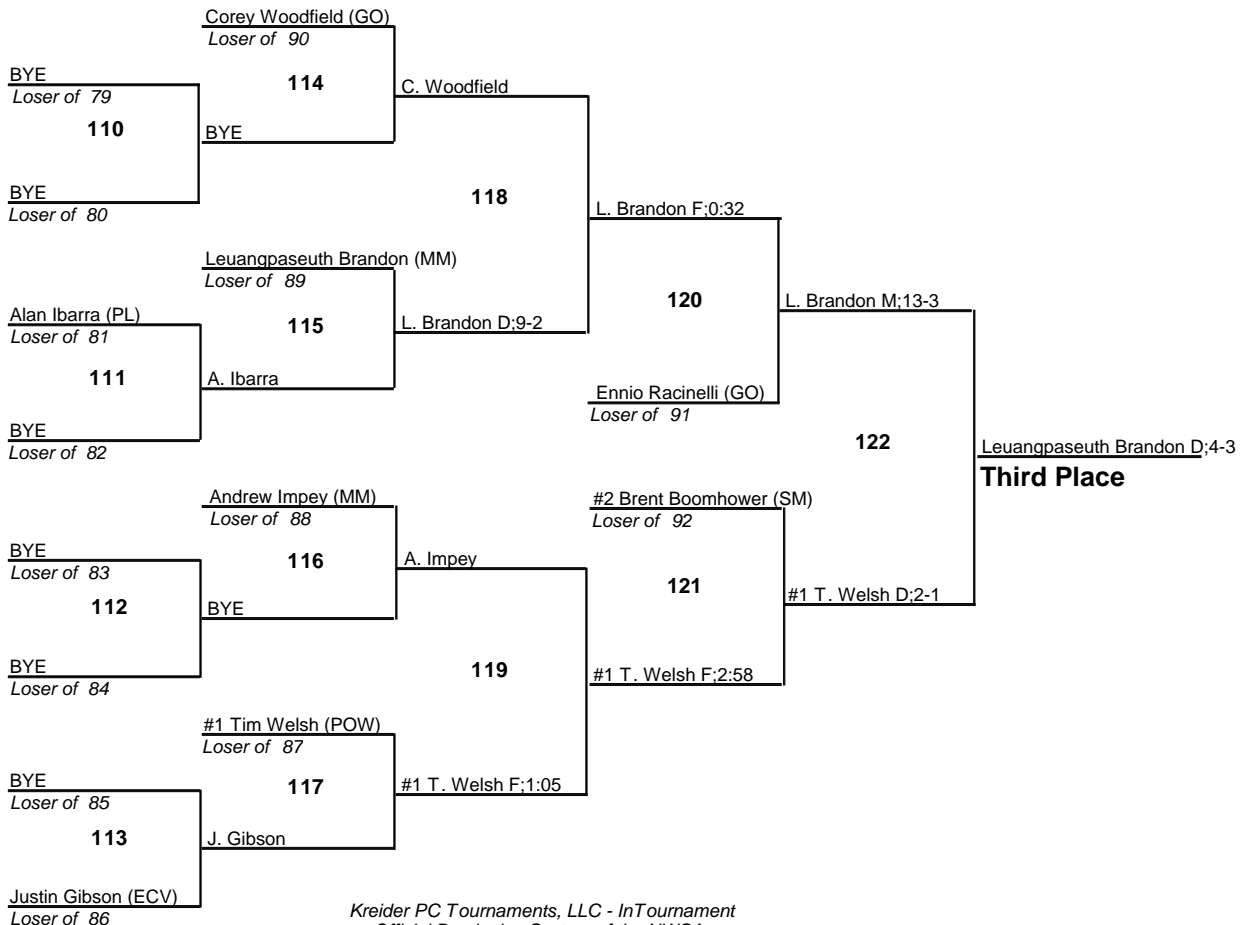 Corey Woodfield (GO)
Loser of 90
BYE
Loser of 79
114
C. Woodfield
110
BYE
BYE
Loser of 80
118
L. Brandon F;0:32
Leuangpaseuth Brandon (MM)
Loser of 89
120
L. Brandon M;13-3
Alan Ibarra (PL)
Loser of 81
115
L. Brandon D;9-2
111
A. Ibarra
Ennio Racinelli (GO)
Loser of 91
BYE
Loser of 82
122
Leuangpaseuth Brandon D;4-3
Third Place
Andrew Impey (MM)
Loser of 88
#2 Brent Boomhower (SM)
Loser of 92
BYE
Loser of 83
116
A. Impey
121
#1 T. Welsh D;2-1
112
BYE
BYE
Loser of 84
119
#1 T. Welsh F;2:58
#1 Tim Welsh (POW)
Loser of 87
BYE
Loser of 85
117
#1 T. Welsh F;1:05
113
J. Gibson
Justin Gibson (ECV)
Loser of 86
Kreider PC Tournaments, LLC - InTournament